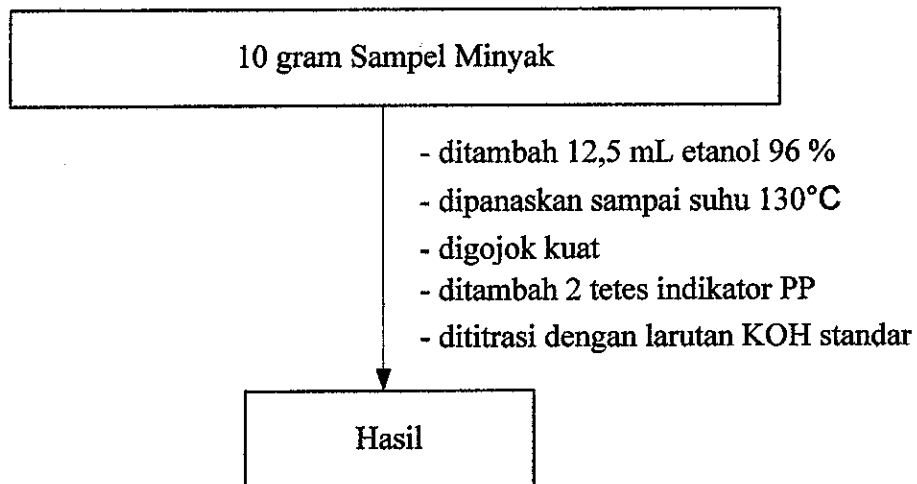 10 gram Sampel Minyak
- ditambah 12,5 mL etanol 96 %
- dipanaskan sampai suhu 130°C
- digojok kuat
- ditambah 2 tetes indikator PP
- dititrasi dengan larutan KOH standar
Hasil